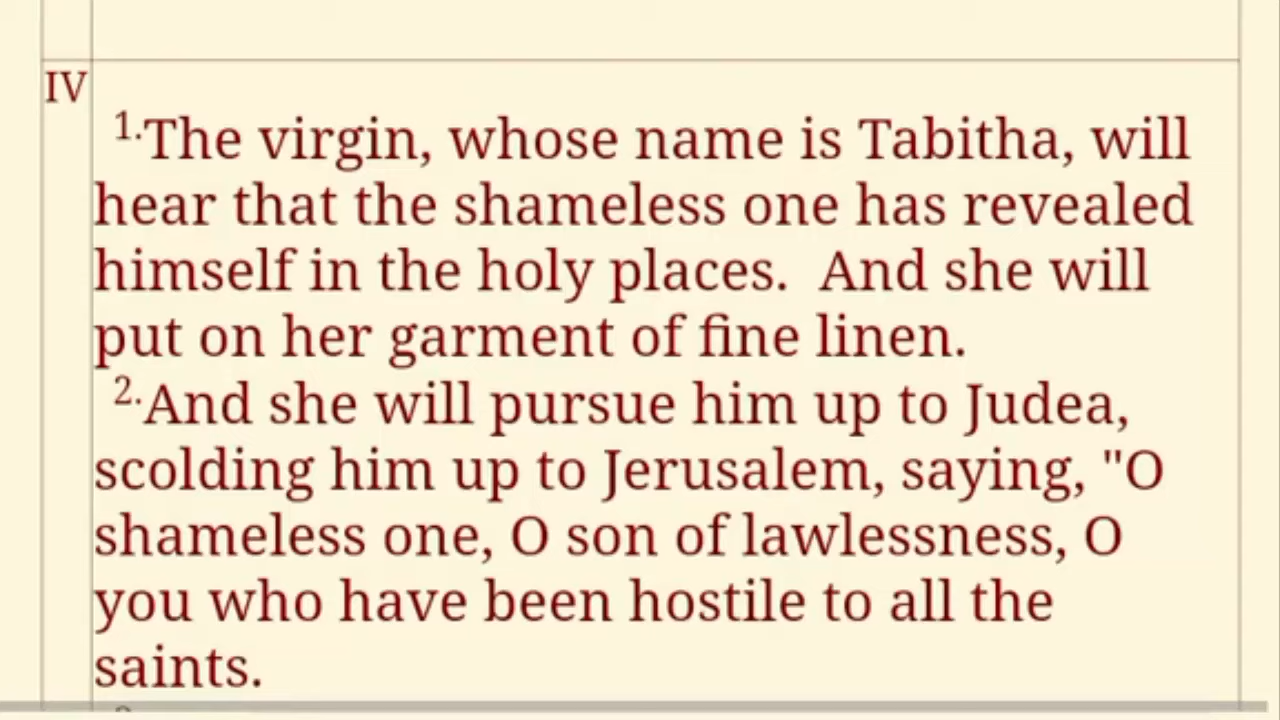 IV
1.The virgin, whose name is Tabitha, will
hear that the shameless one has revealed
himself in the holy places.  And she will
put on her garment of fine linen.
2.And she will pursue him up to Judea,
scolding him up to Jerusalem, saying, "O
shameless one, O son of lawlessness, O
you who have been hostile to all the
saints.